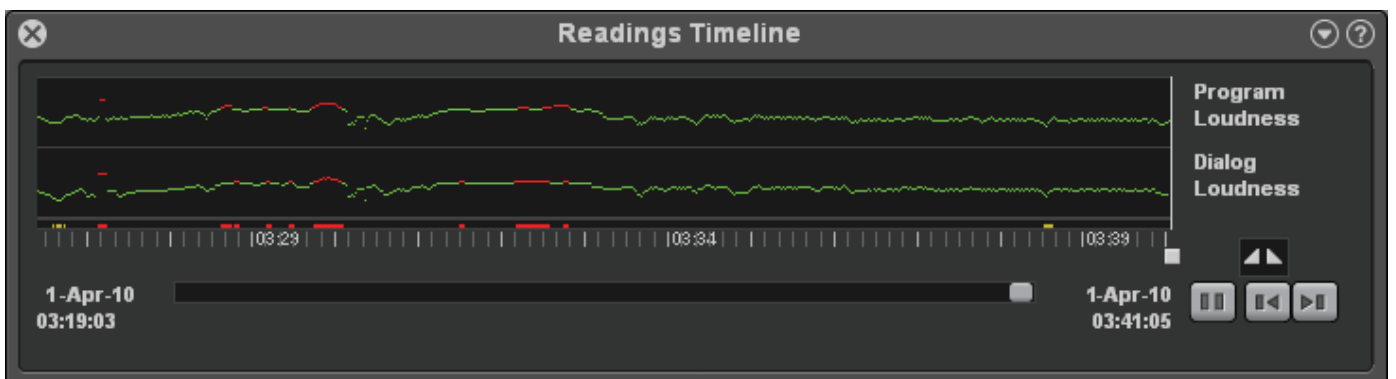 Readings Timeline
?
Program
Loudness
Dialog
Loudness
03:29
03:34
03:39
1-Apr-10
03:19:03
1-Apr-10
03:41:05